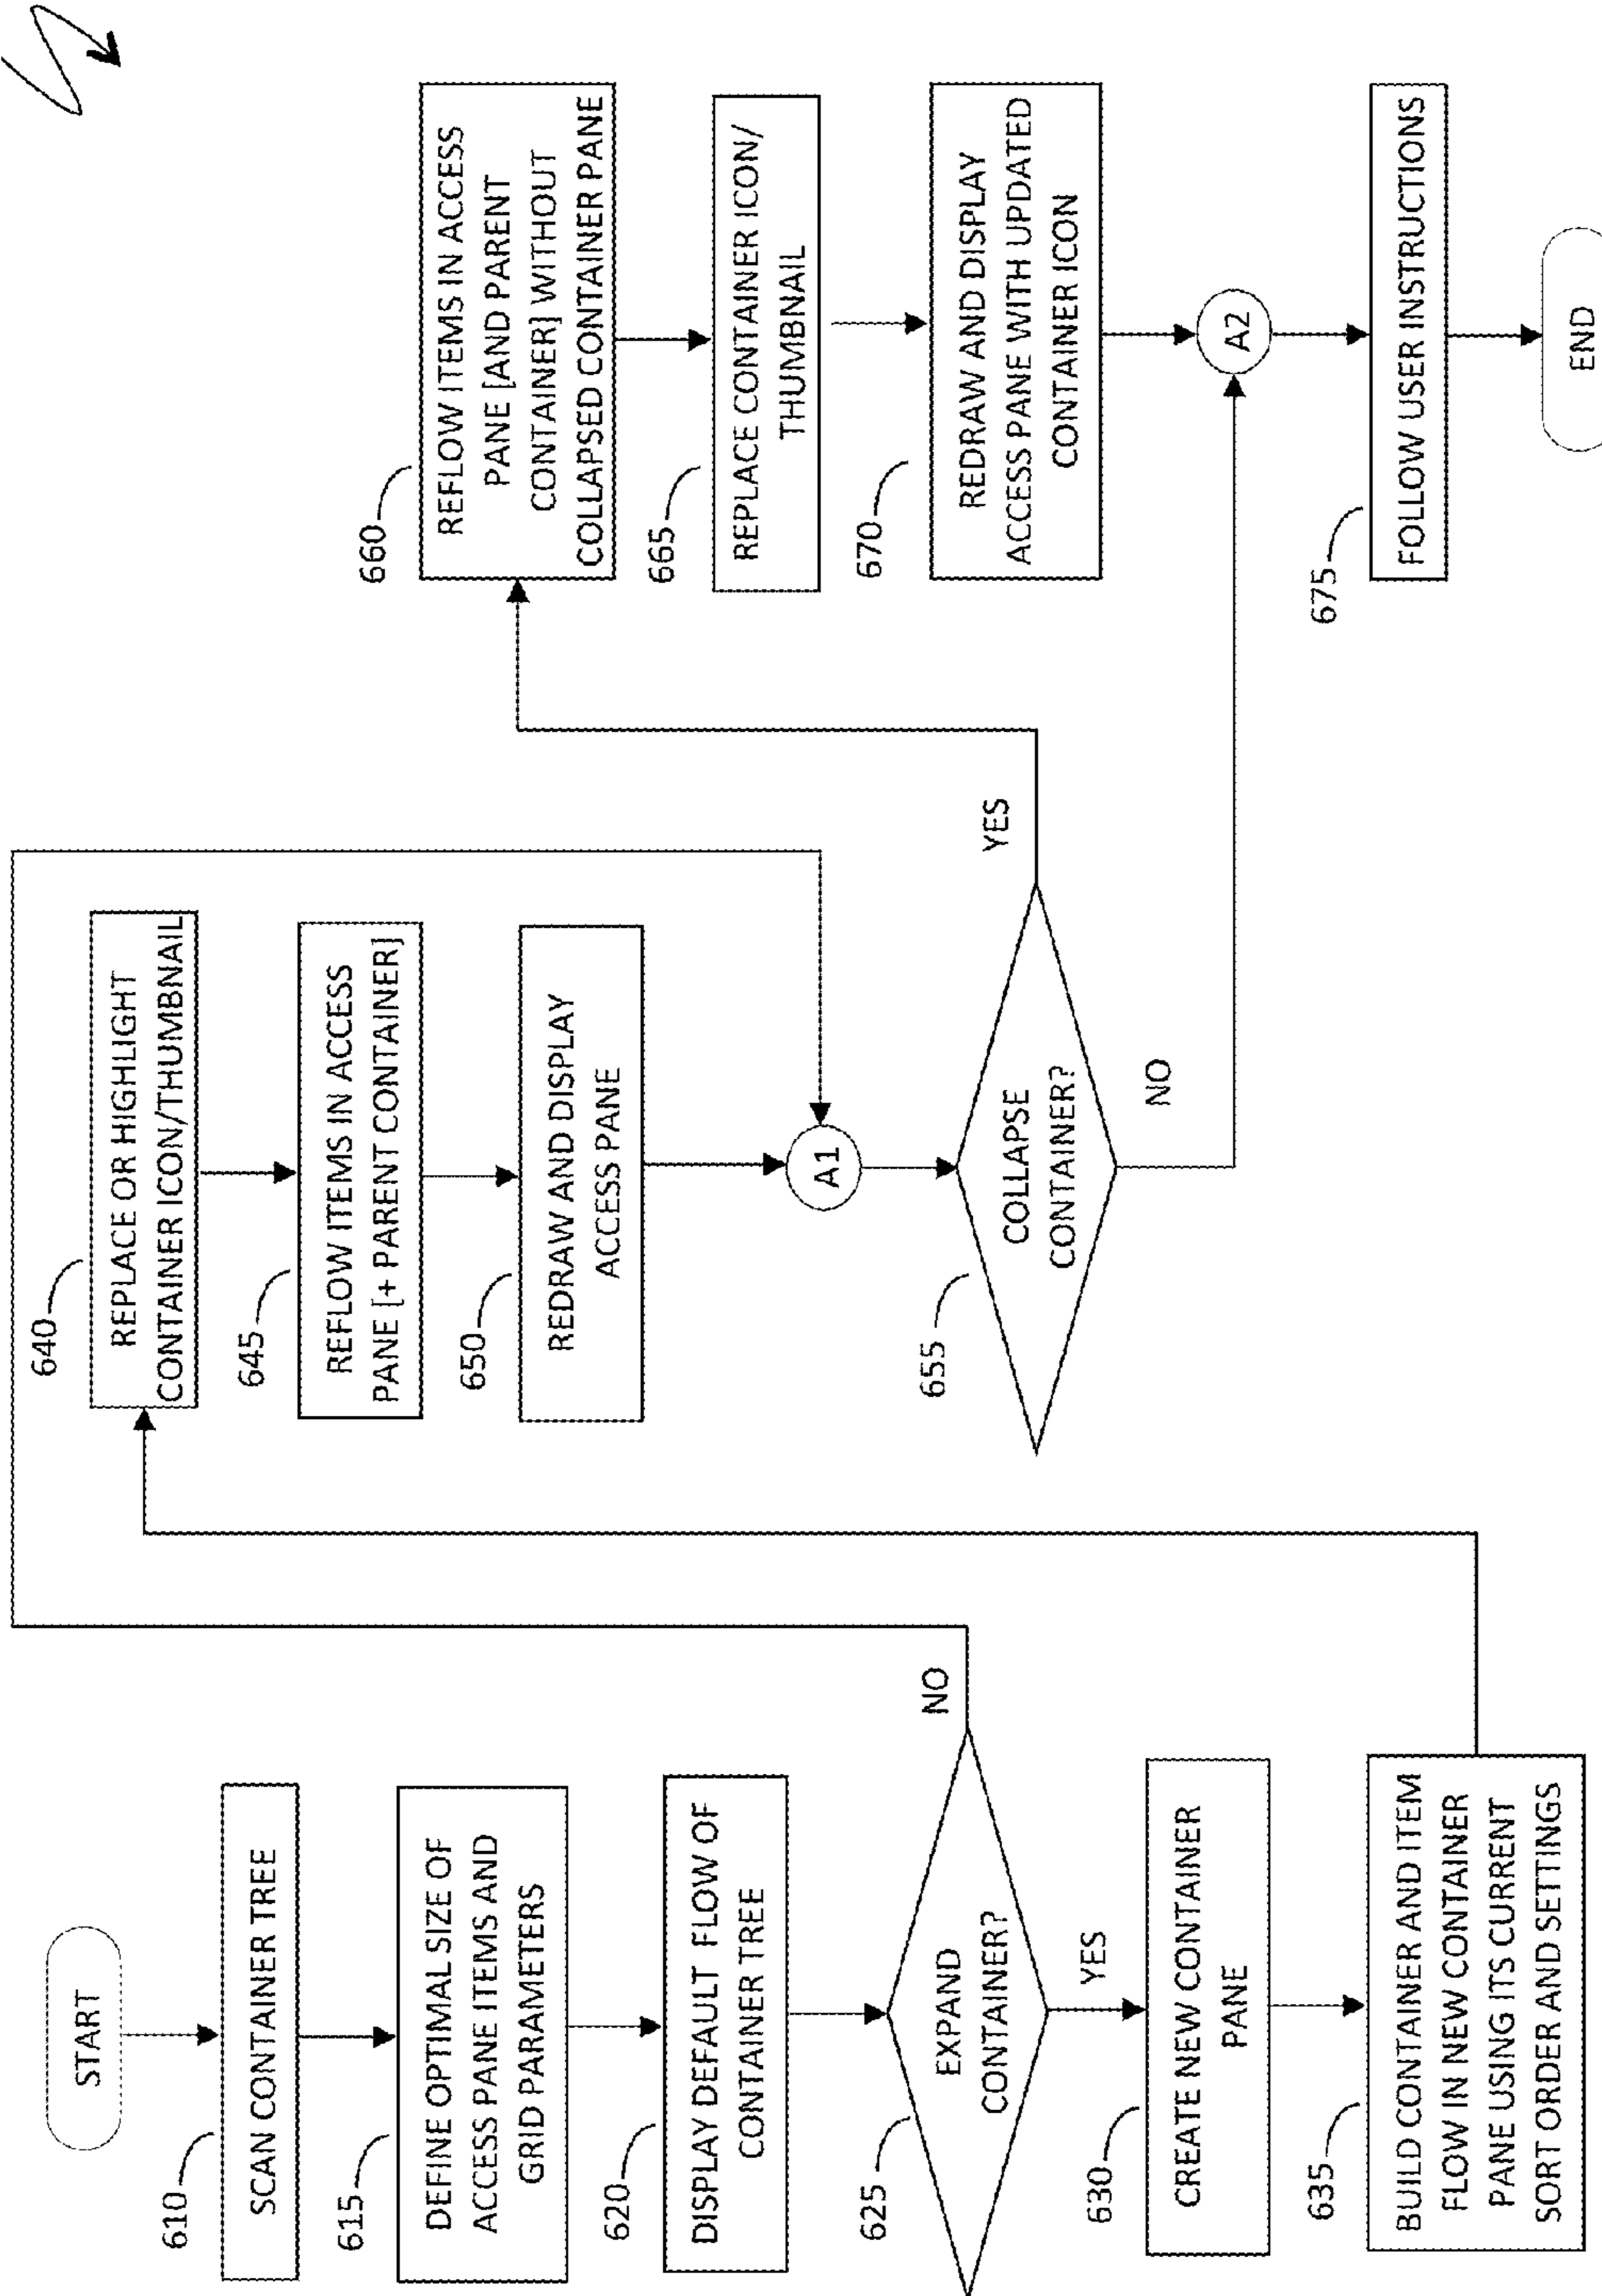 START
610
SCAN CONTAINER TREE
615
DEFINE OPTIMAL SIZE OF
ACCESS PANE ITEMS AND
GRID PARAMETERS
620
DISPLAY DEFAULT FLOW OF
CONTAINER TREE
625
EXPAND
CONTAINER?
NO
YES
630
CREATE NEW CONTAINER
PANE
635
BUILD CONTAINER AND ITEM
FLOW IN NEW CONTAINER
PANE USING ITS CURRENT
SORT ORDER AND SETTINGS
640
REPLACE OR HIGHLIGHT
CONTAINER ICON/THUMBNAIL
645
REFLOW ITEMS IN ACCESS
PANE [+ PARENT CONTAINER]
650
REDRAW AND DISPLAY
ACCESS PANE
A1
655
COLLAPSE
CONTAINER?
YES
NO
660
REFLOW ITEMS IN ACCESS
PANE [AND PARENT
CONTAINER] WITHOUT
COLLAPSED CONTAINER PANE
665
REPLACE CONTAINER ICON/
THUMBNAIL
670
REDRAW AND DISPLAY
ACCESS PANE WITH UPDATED
CONTAINER ICON
A2
675
FOLLOW USER INSTRUCTIONS
END